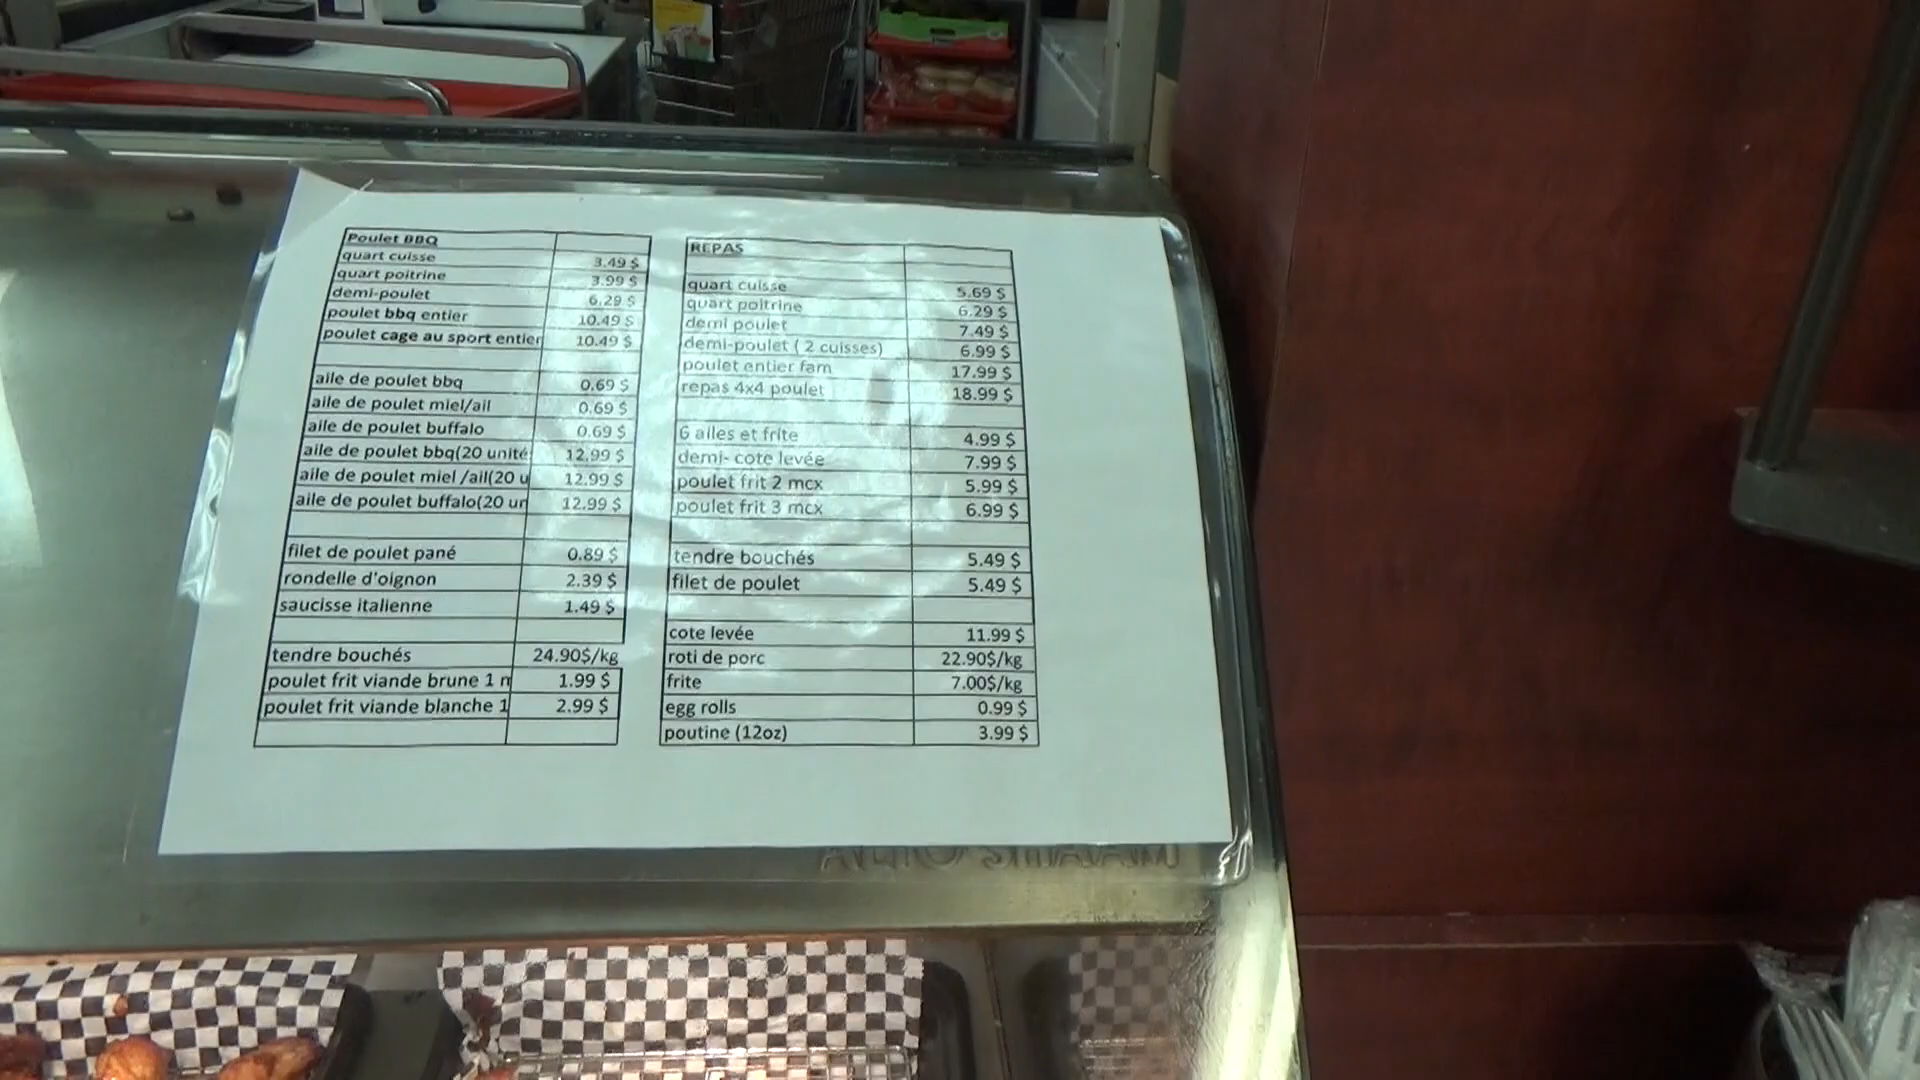 Poulet BBQ
quart cuisse 3.49 $
quart poitrine 3.99 $
demi-poulet 6.29 $
poulet bbq entier 10.49 $
poulet cage au sport entier 10.49 $
aile de poulet bbq 0.69 $
aile de poulet miel/ail 0.69 $
aile de poulet buffalo 0.69 $
aile de poulet bbq(20 unité 12.99 $
aile de poulet miel /ail(20 u 12.99 $
aile de poulet buffalo(20 un 12.99 $
filet de poulet pané 0.89 $
rondelle d'oignon 2.39 $
saucisse italienne 1.49 $
tendre bouchés 24.90$/kg
poulet frit viande brune 1 m 1.99 $
poulet frit viande blanche 1 2.99 $
REPAS
quart cuisse 5.69 $
quart poitrine 6.29 $
demi poulet 7.49 $
demi-poulet ( 2 cuisses) 6.99 $
poulet entier fam 17.99 $
repas 4x4 poulet 18.99 $
6 ailes et frite 4.99 $
demi- cote levée 7.99 $
poulet frit 2 mcx 5.99 $
poulet frit 3 mcx 6.99 $
tendre bouchés 5.49 $
filet de poulet 5.49 $
cote levée 11.99 $
roti de porc 22.90$/kg
frite 7.00$/kg
egg rolls 0.99 $
poutine (12oz) 3.99 $